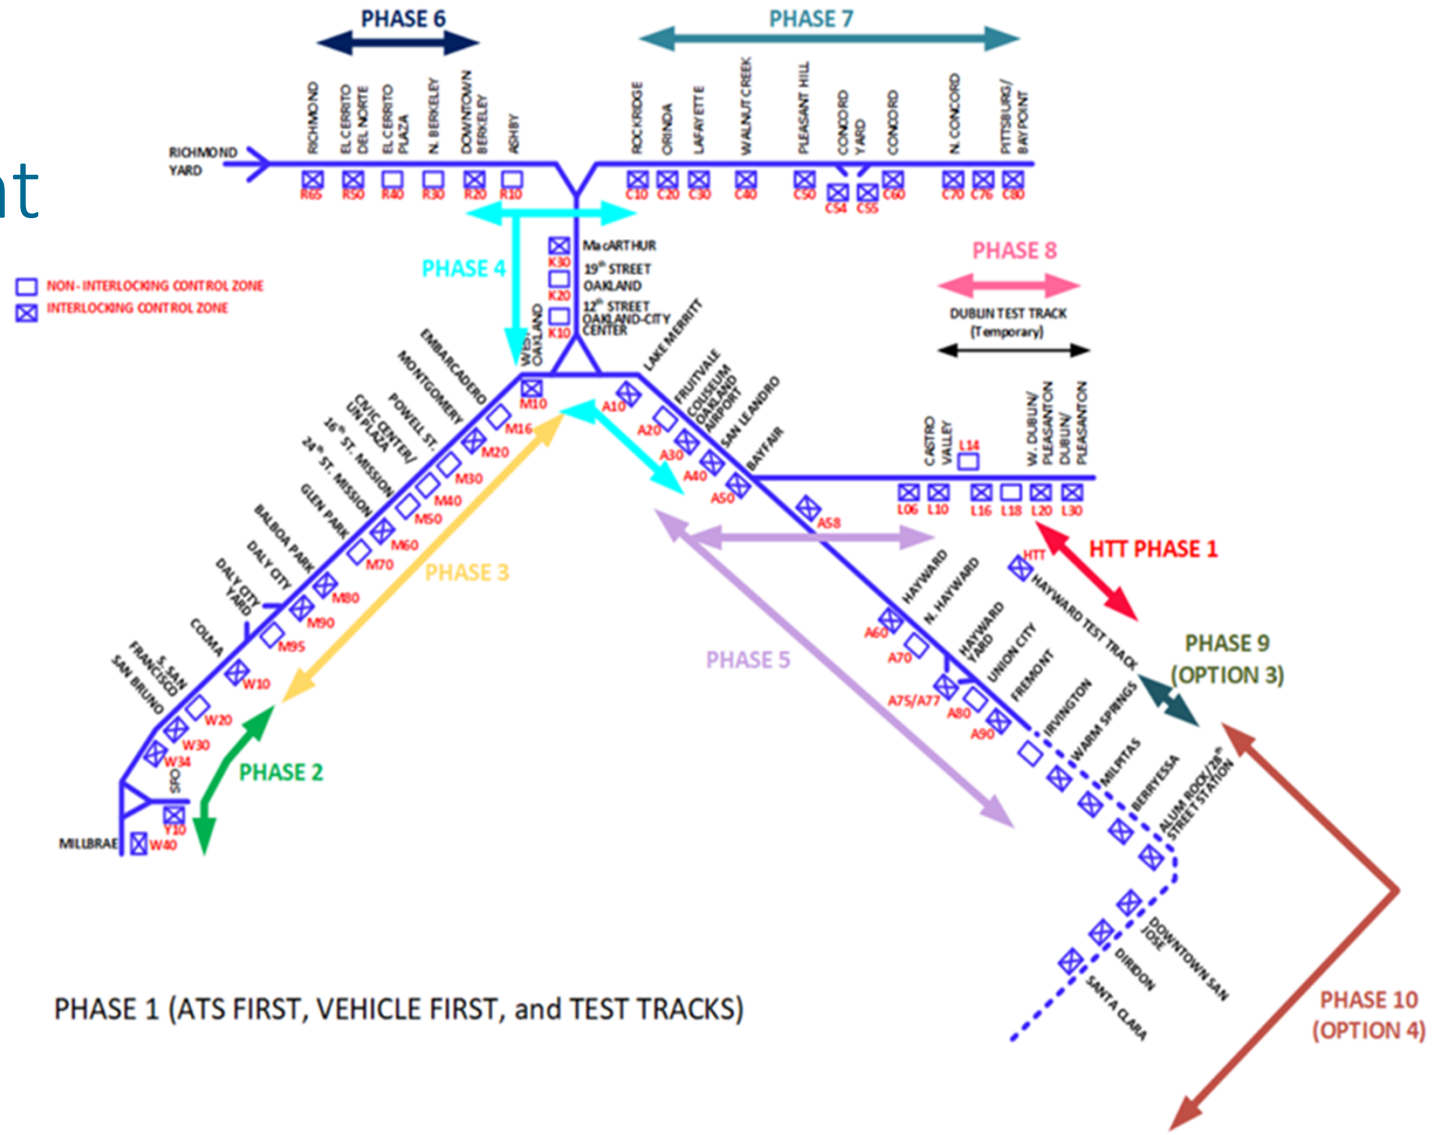 PHASE 6
PHASE 7
RICHMOND
EL CERRITO
DEL NORTE
EL CERRITO
PLAZA
N. BERKELEY
DOWNTOWN
BERKELEY
ASHBY
ROCKRIDGE
ORINDA
LAFAYETTE
WALNUT CREEK
PLEASANT HILL
CONCORD
YARD
CONCORD
N. CONCORD
PITTSBURG/
BAYPOINT
RICHMOND
YARD
nt
R65
R50
R40
R30
R20
R10
C10
C20
C30
C40
C50
C54
C55
C60
C70
C76
C80
PHASE 4
K30
MacARTHUR
19th STREET
OAKLAND
K20
12th STREET
OAKLAND-CITY
CENTER
K10
PHASE 8
DUBLIN TEST TRACK
(Temporary)
NON- INTERLOCKING CONTROL ZONE
INTERLOCKING CONTROL ZONE
WEST
OAKLAND
LAKE MERRITT
FRUITVALE
COLISEUM
OAKLAND
AIRPORT
SAN LEANDRO
BAYFAIR
EMBARCADERO
MONTGOMERY
POWELL ST.
CIVIC CENTER/
UN PLAZA
16th ST. MISSION
24th ST. MISSION
GLEN PARK
BALBOA PARK
DALY CITY
DALY CITY
YARD
COLMA
S. SAN
FRANCISCO
SAN BRUNO
M10
M16
M20
M30
M40
M50
M60
M70
M80
M90
M95
W10
W20
W30
W34
A10
A20
A30
A40
A50
A58
CASTRO
VALLEY
L14
W. DUBLIN/
PLEASANTON
DUBLIN/
PLEASANTON
L06
L10
L16
L18
L20
L30
PHASE 3
HTT PHASE 1
HTT
HAYWARD TEST TRACK
PHASE 5
HAYWARD
N. HAYWARD
HAYWARD
YARD
UNION CITY
FREMONT
IRVINGTON
WARM SPRINGS
MILPITAS
BERRYESSA
ALUM ROCK/28th
STREET STATION
A60
A70
A75/A77
A80
A90
PHASE 9
(OPTION 3)
PHASE 2
SFO
Y10
MILLBRAE
W40
DOWNTOWN SAN
JOSE
DIRIDON
SANTA CLARA
PHASE 10
(OPTION 4)
PHASE 1 (ATS FIRST, VEHICLE FIRST, and TEST TRACKS)